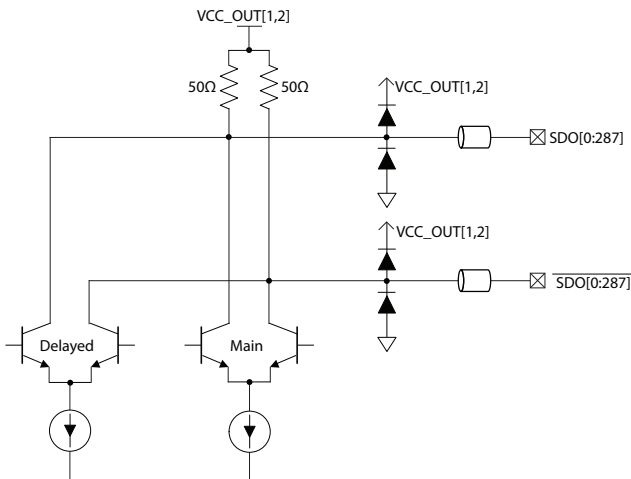 VCC_OUT[1,2]
50Ω 50Ω
VCC_OUT[1,2]
SDO[0:287]
VCC_OUT[1,2]
SDO[0:287]
Delayed Main